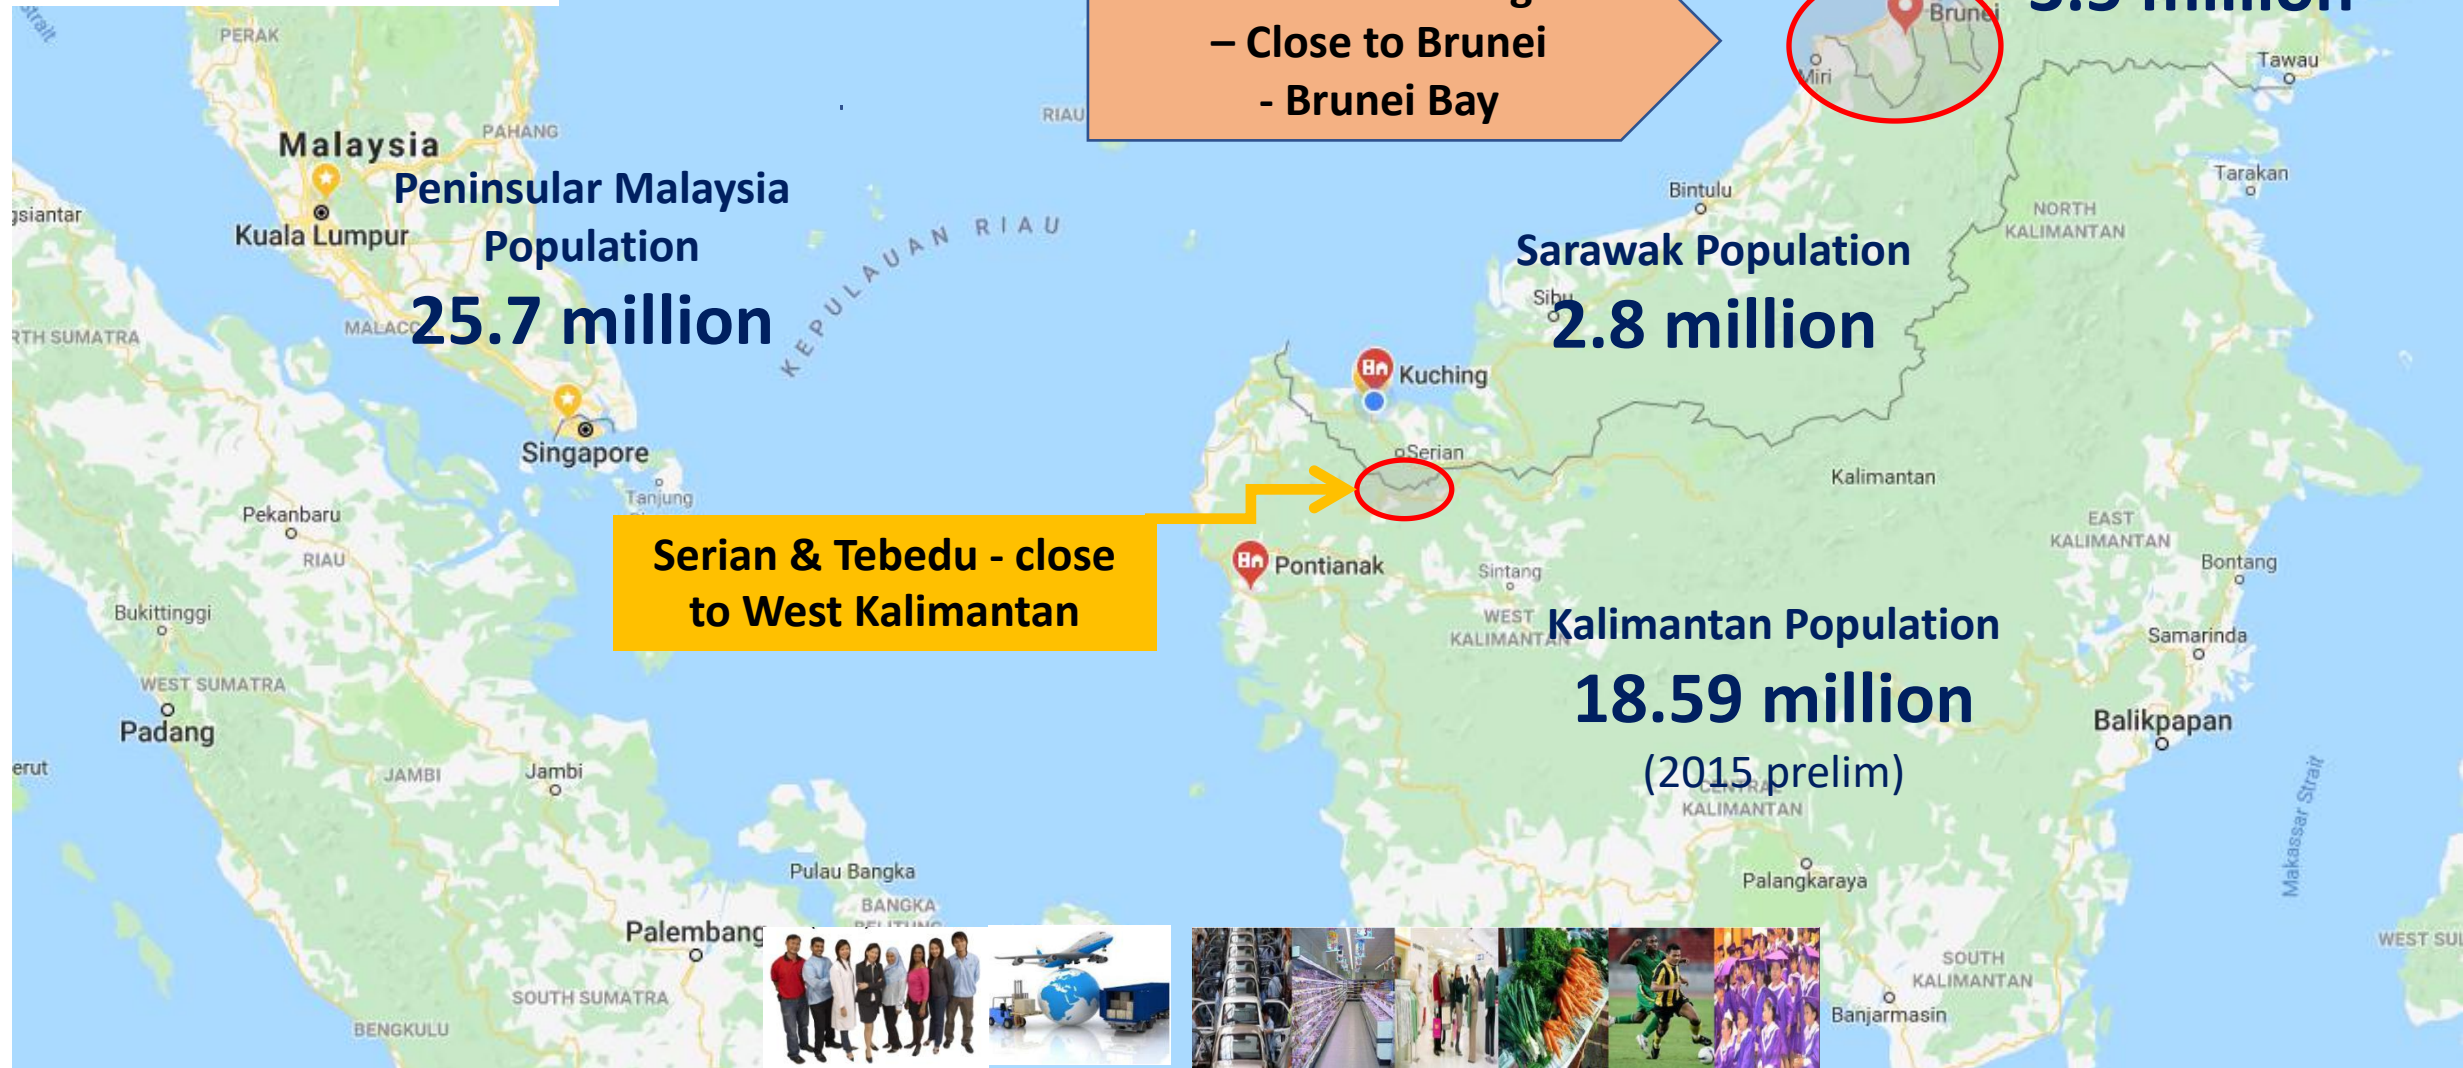 – Close to Brunei
- Brunei Bay
Brunei
Miri
Tawau
PERAK
Malaysia
PAHANG
RIAU
Peninsular Malaysia
Population
25.7 million
Kuala Lumpur
KEPULAUAN RIAU
Bintulu
Tarakan
NORTH
KALIMANTAN
Sarawak Population
2.8 million
Sibu
Kuching
Serian
Singapore
Tanjung
Kalimantan
Pekanbaru
RIAU
Serian & Tebedu - close
to West Kalimantan
Pontianak
Sintang
EAST
KALIMANTAN
Bontang
Bukittinggi
WEST
KALIMANTAN
Kalimantan Population
18.59 million
(2015 prelim)
Samarinda
WEST SUMATRA
Padang
Balikpapan
JAMBI
Jambi
CENTRAL
KALIMANTAN
Makassar Strait
Pulau Bangka
BANGKA
Palangkaraya
Palembang
SOUTH SUMATRA
BENGKULU
SOUTH
KALIMANTAN
Banjarmasin